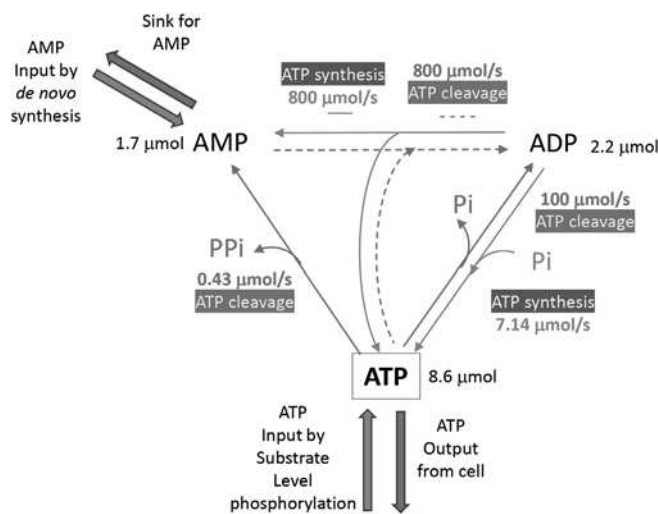 Sink for
AMP
AMP
Input by
de novo
synthesis
ATP synthesis
800 μmol/s
800 μmol/s
ATP cleavage
1.7 μmol
AMP
ADP
2.2 μmol
Pi
100 μmol/s
ATP cleavage
PPi
0.43 μmol/s
ATP cleavage
Pi
ATP synthesis
7.14 μmol/s
ATP
8.6 μmol
ATP
Input by
Substrate
Level
phosphorylation
ATP
Output
from cell